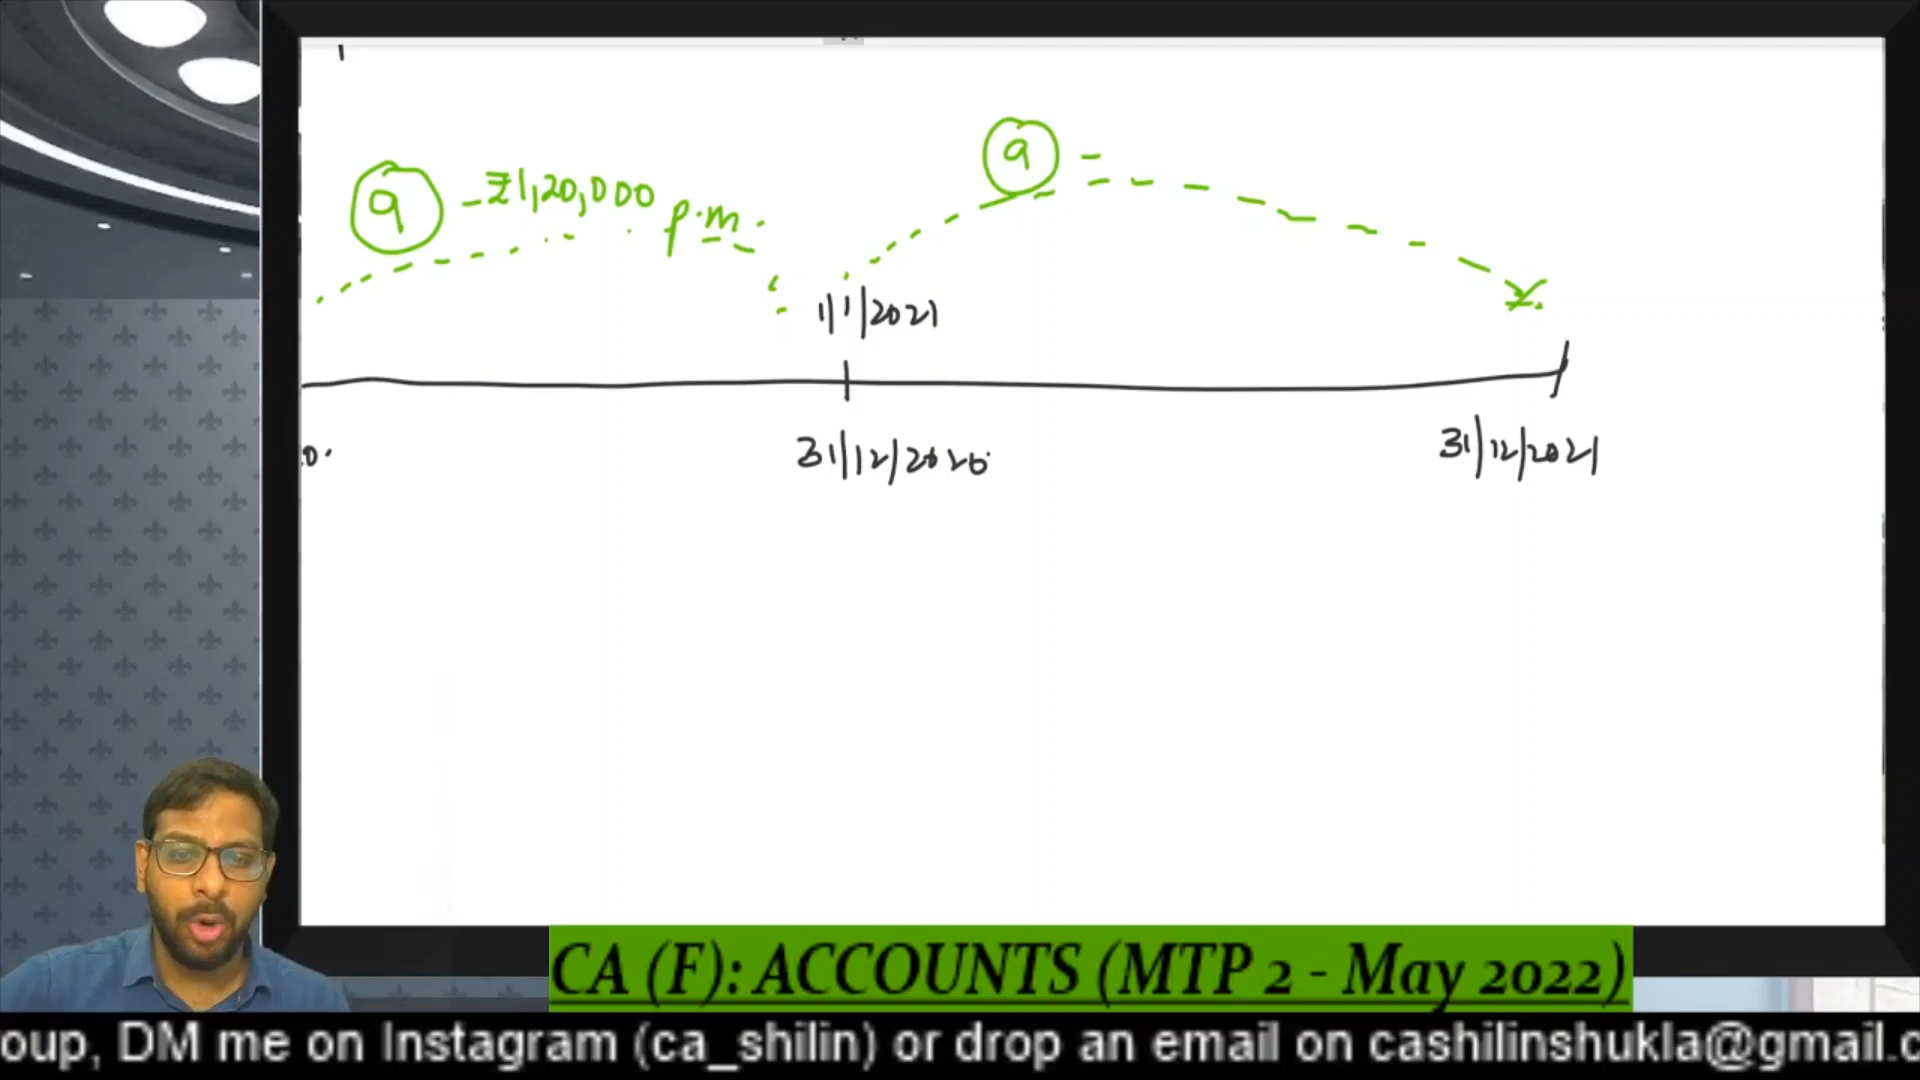 9 - ₹1,20,000 p.m.
9 -
1/1/2021
0.
31/12/2020
31/12/2021
CA (F): ACCOUNTS (MTP 2 - May 2022)
oup, DM me on Instagram (ca_shilin) or drop an email on cashilinshukla@gmail.c